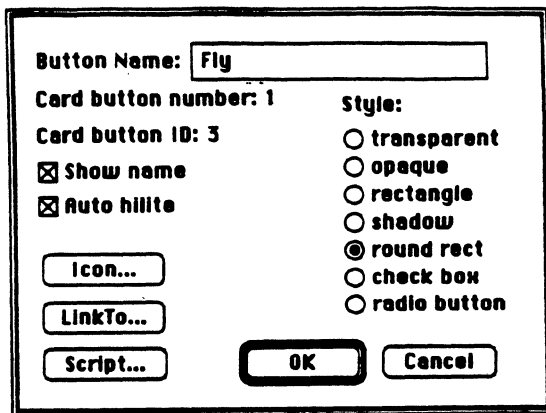 Button Name: Fly
Card button number: 1
Card button ID: 3
Show name
Auto hilite
Style:
transparent
opaque
rectangle
shadow
round rect
check box
radio button
Icon...
LinkTo...
Script...
OK
Cancel